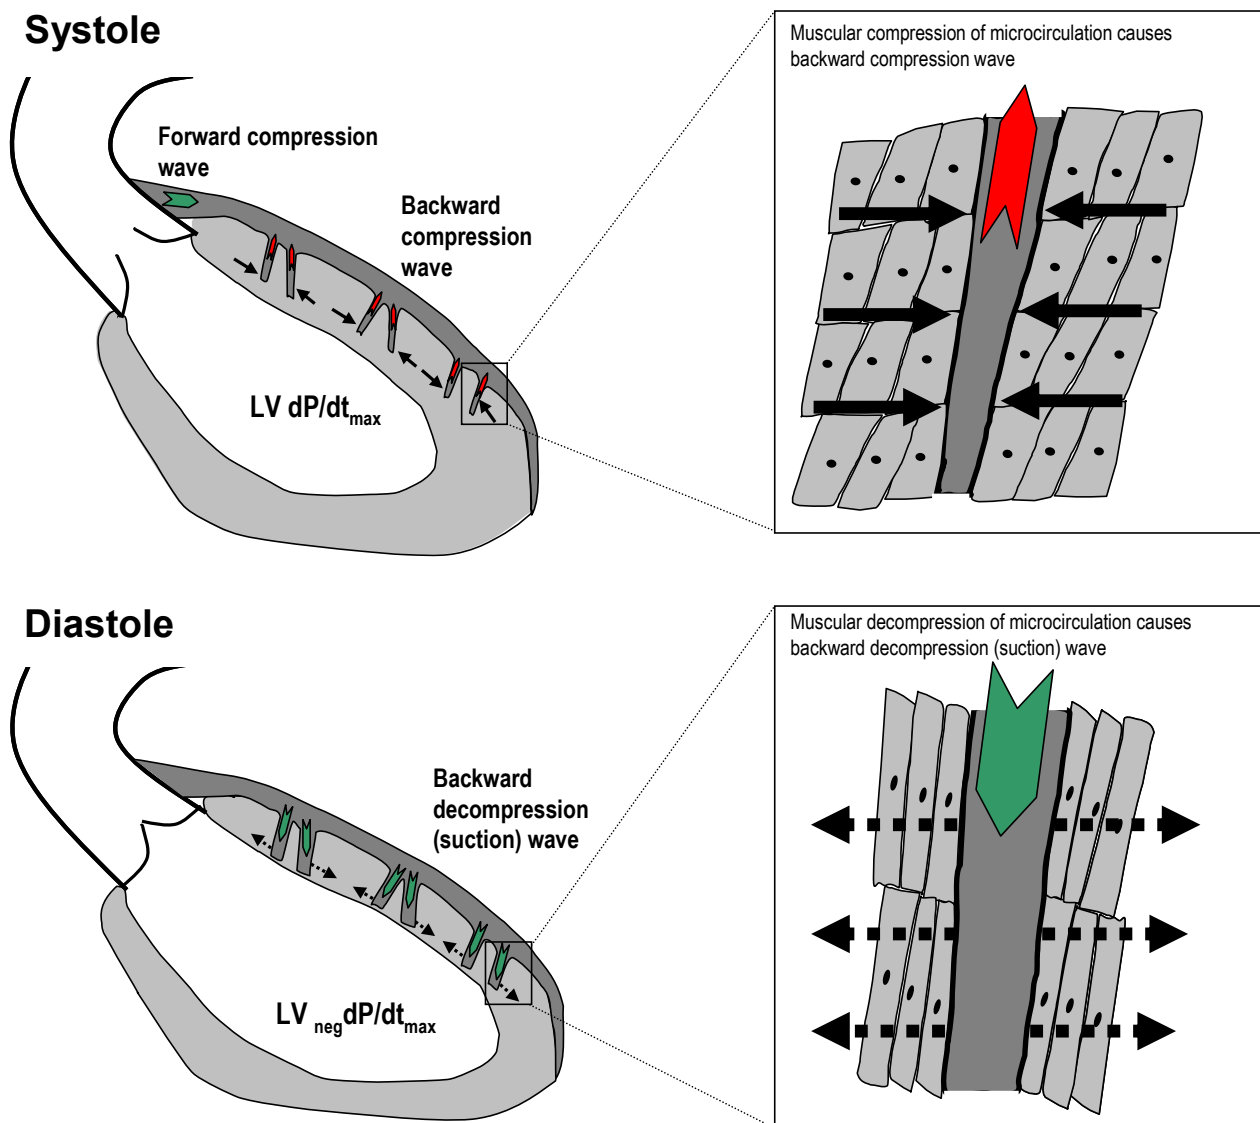 Systole
Muscular compression of microcirculation causes
backward compression wave
Forward compression
wave
Backward
compression
wave
LV dP/dtmax
Diastole
Muscular decompression of microcirculation causes
backward decompression (suction) wave
Backward
decompression
(suction) wave
LV negdP/dtmax